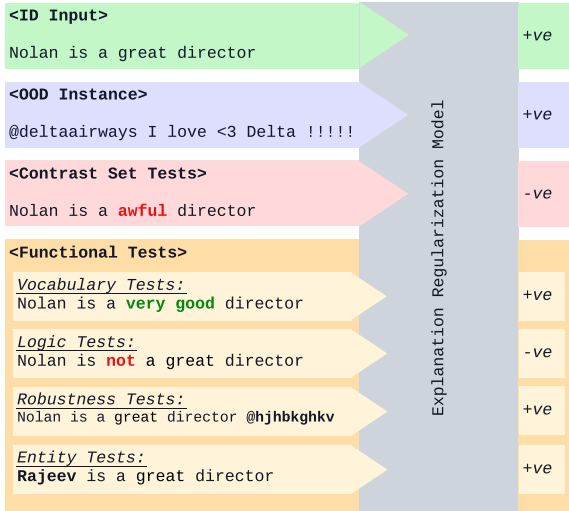 <ID Input>
Nolan is a great director
+ve
<OOD Instance>
@deltaairways I love <3 Delta !!!!!
+ve
<Contrast Set Tests>
Nolan is a awful director
-ve
<Functional Tests>
Vocabulary Tests:
Nolan is a very good director
+ve
Logic Tests:
Nolan is not a great director
-ve
Robustness Tests:
Nolan is a great director @hjhbkghkv
+ve
Entity Tests:
Rajeev is a great director
+ve
Explanation Regularization Model